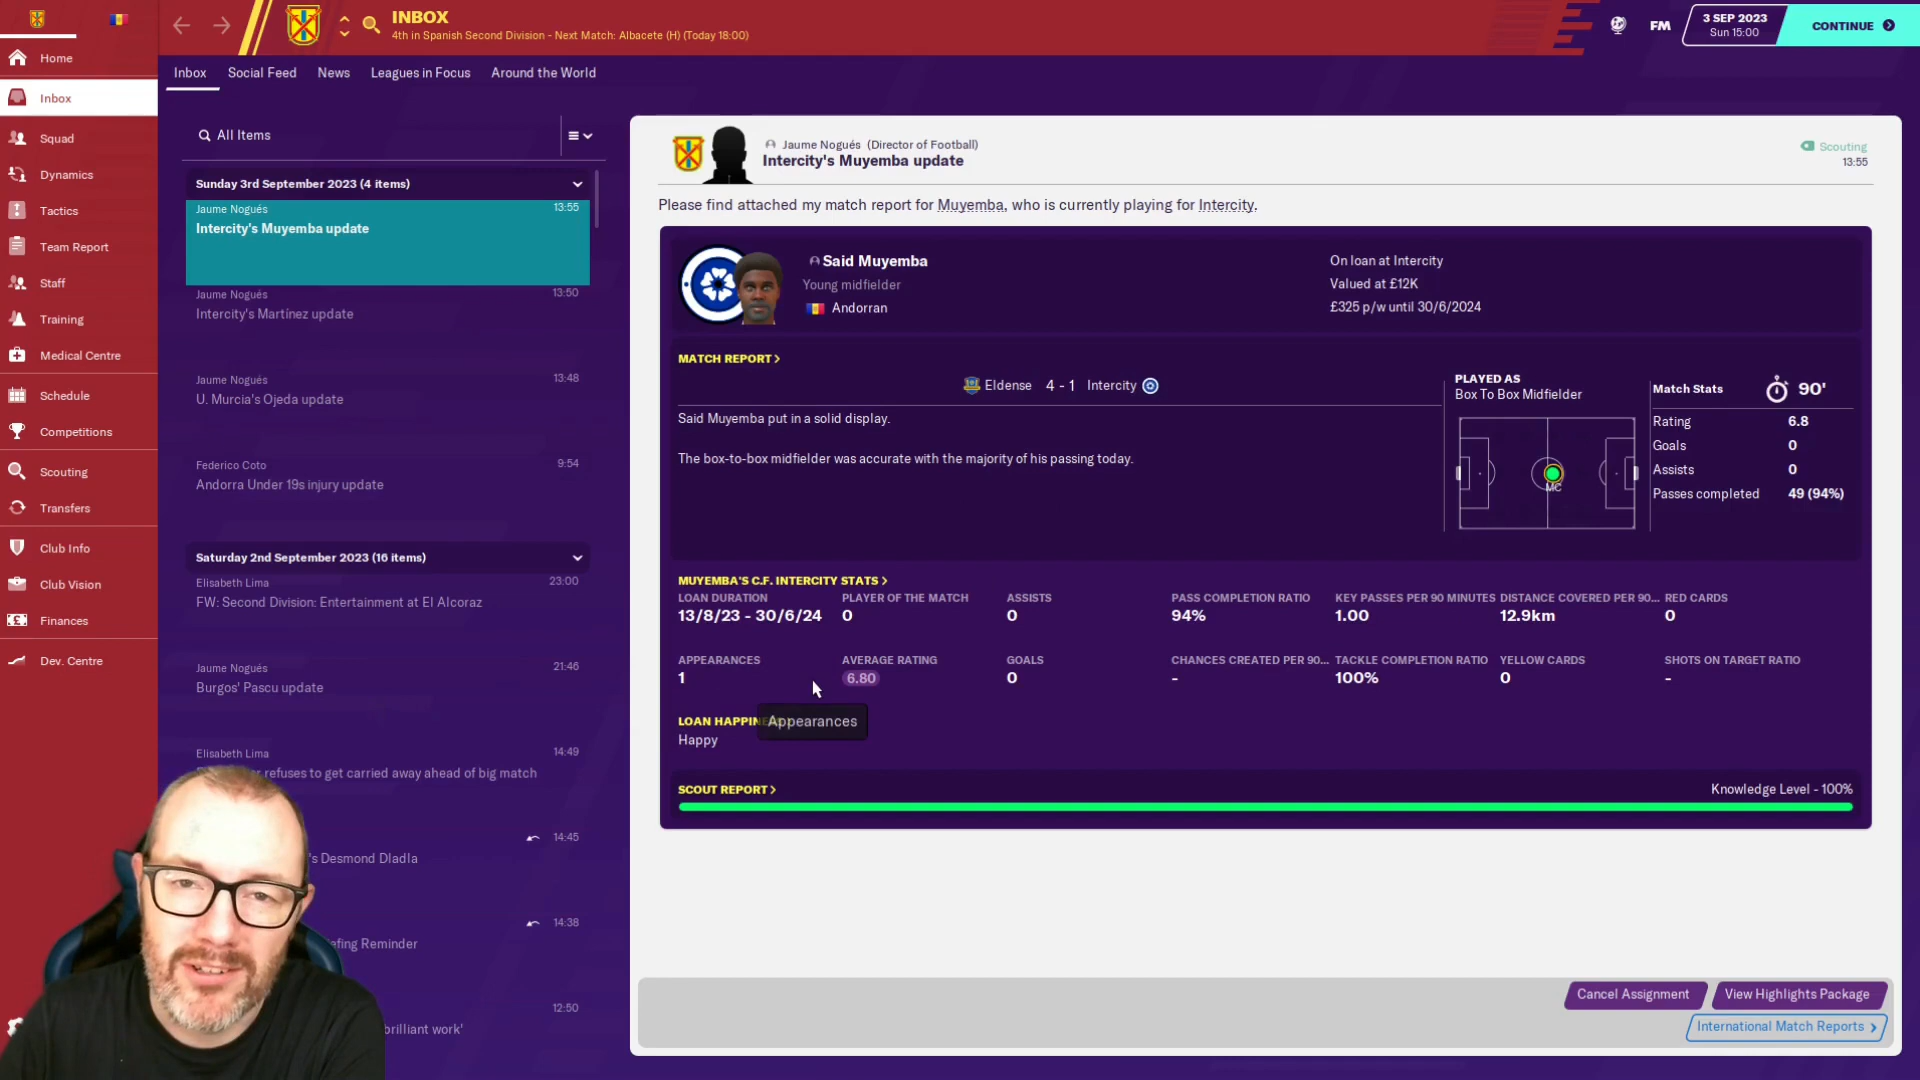 INBOX
4th in Spanish Second Division - Next Match: Albacete (H) (Today 18:00)
FM
3 SEP 2023
Sun 15:00
CONTINUE
Home
Inbox
Squad
Dynamics
Tactics
Team Report
Staff
Training
Medical Centre
Schedule
Competitions
Scouting
Transfers
Club Info
Club Vision
Finances
Dev. Centre
Inbox Social Feed News Leagues in Focus Around the World
All Items
Sunday 3rd September 2023 (4 items)
Jaume Nogués 13:55
Intercity's Muyemba update
Jaume Nogués 13:50
Intercity's Martínez update
Jaume Nogués 13:48
U. Murcia's Ojeda update
Federico Coto 9:54
Andorra Under 19s injury update
Saturday 2nd September 2023 (16 items)
Elisabeth Lima 23:00
FW: Second Division: Entertainment at El Alcoraz
Jaume Nogués 21:46
Burgos' Pascu update
Elisabeth Lima 14:49
refuses to get carried away ahead of big match
14:45
's Desmond Dladla
14:38
efing Reminder
12:50
brilliant work'
Jaume Nogués (Director of Football)
Intercity's Muyemba update
Scouting
13:55
Please find attached my match report for Muyemba, who is currently playing for Intercity.
Said Muyemba
Young midfielder
Andorran
On loan at Intercity
Valued at £12K
£325 p/w until 30/6/2024
MATCH REPORT >
Eldense 4 - 1 Intercity
Said Muyemba put in a solid display.
The box-to-box midfielder was accurate with the majority of his passing today.
PLAYED AS
Box To Box Midfielder
MC
Match Stats 90'
Rating 6.8
Goals 0
Assists 0
Passes completed 49 (94%)
MUYEMBA'S C.F. INTERCITY STATS >
LOAN DURATION PLAYER OF THE MATCH ASSISTS PASS COMPLETION RATIO KEY PASSES PER 90 MINUTES DISTANCE COVERED PER 90... RED CARDS
13/8/23 - 30/6/24 0 0 94% 1.00 12.9km 0
APPEARANCES AVERAGE RATING GOALS CHANCES CREATED PER 90... TACKLE COMPLETION RATIO YELLOW CARDS SHOTS ON TARGET RATIO
1 6.80 0 - 100% 0 -
LOAN HAPPIN
Appearances
Happy
SCOUT REPORT > Knowledge Level - 100%
Cancel Assignment
View Highlights Package
International Match Reports >